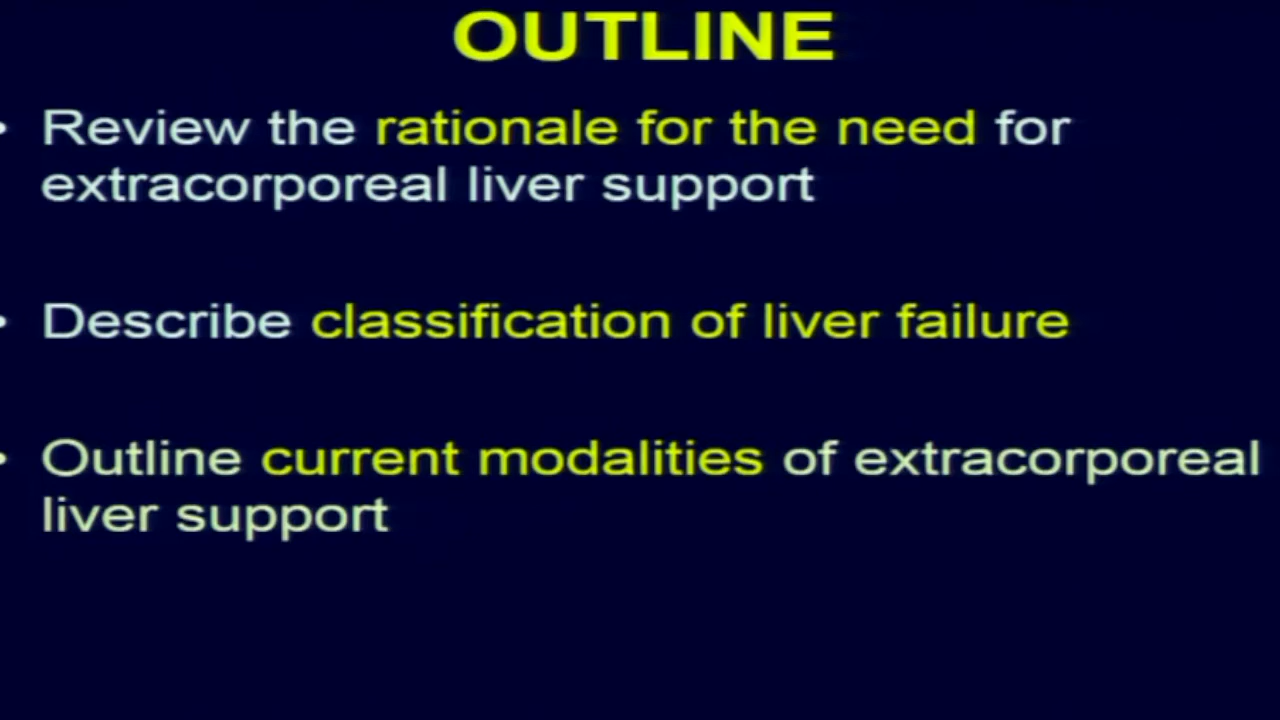 OUTLINE
• Review the rationale for the need for
extracorporeal liver support
• Describe classification of liver failure
• Outline current modalities of extracorporeal
liver support